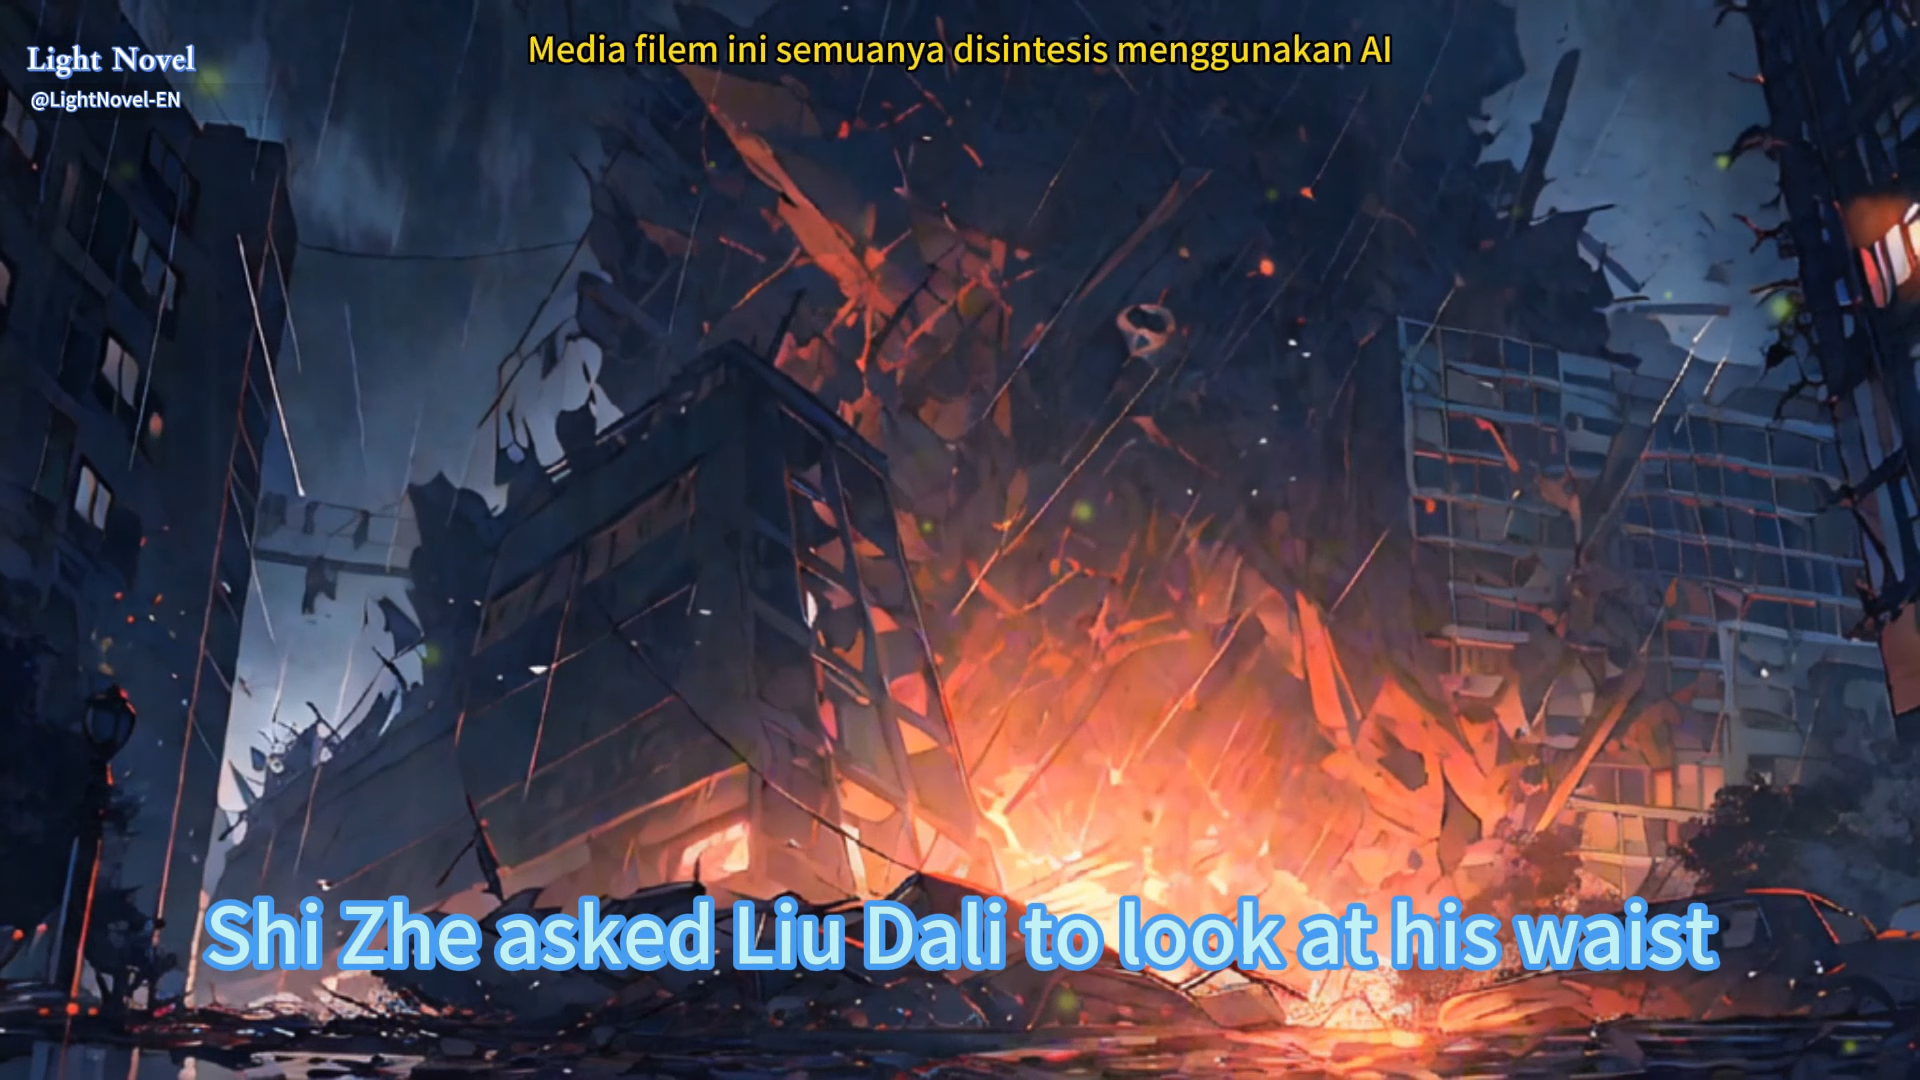 Light Novel
@LightNovel-EN
Media filem ini semuanya disintesis menggunakan AI
Shi Zhe asked Liu Dali to look at his waist